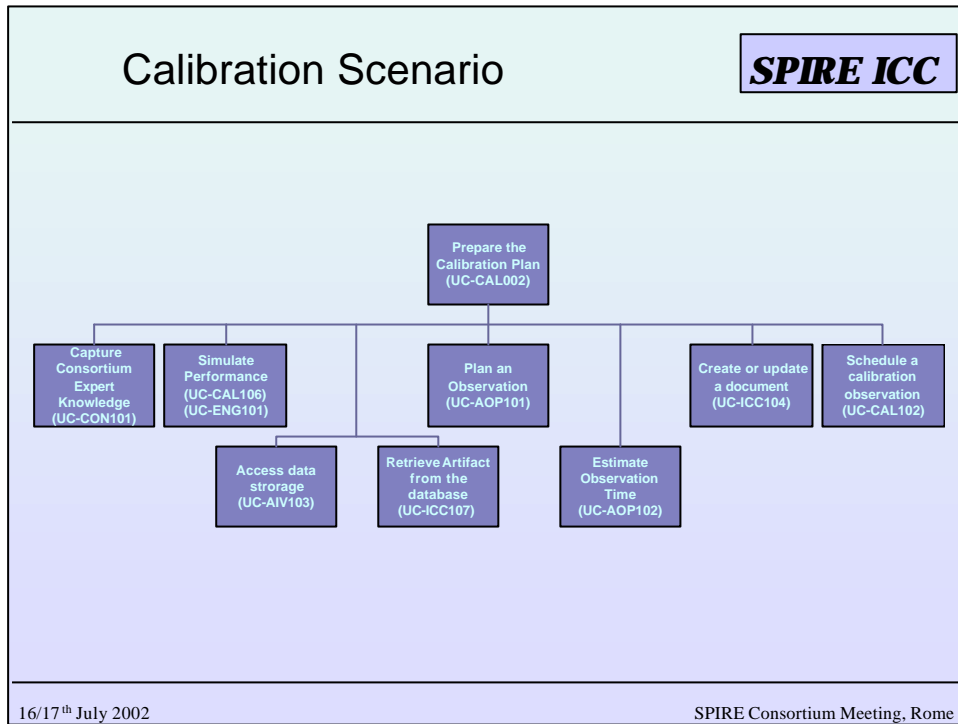 Calibration Scenario
SPIRE ICC
Prepare the
Calibration Plan
(UC-CAL002)
Capture
Consortium
Expert
Knowledge
(UC-CON101)
Simulate
Performance
(UC-CAL106)
(UC-ENG101)
Plan an
Observation
(UC-AOP101)
Create or update
a document
(UC-ICC104)
Schedule a
calibration
observation
(UC-CAL102)
Access data
strorage
(UC-AIV103)
Retrieve Artifact
from the
database
(UC-ICC107)
Estimate
Observation
Time
(UC-AOP102)
16/17th July 2002
SPIRE Consortium Meeting, Rome